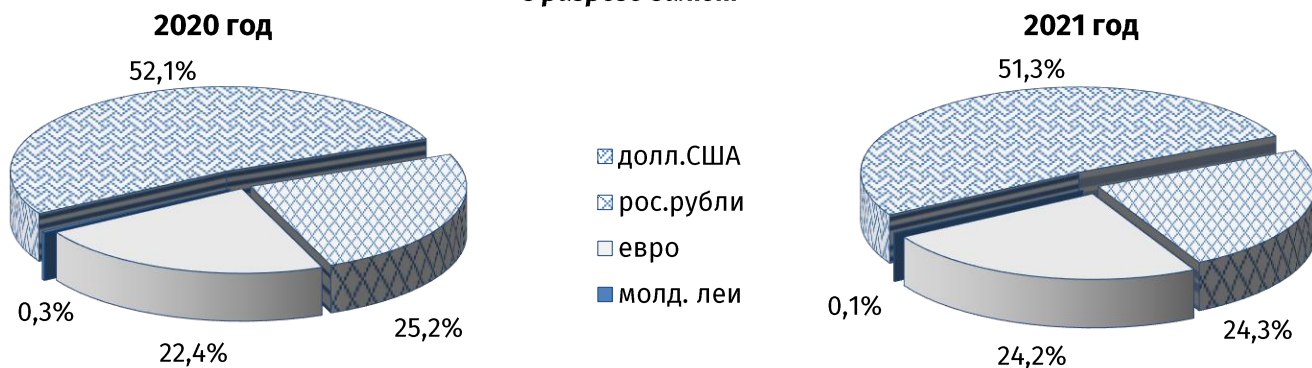 2020 год
52,1%
0,3%
22,4%
25,2%
долл.США
рос.рубли
евро
молд. леи
2021 год
51,3%
0,1%
24,2%
24,3%